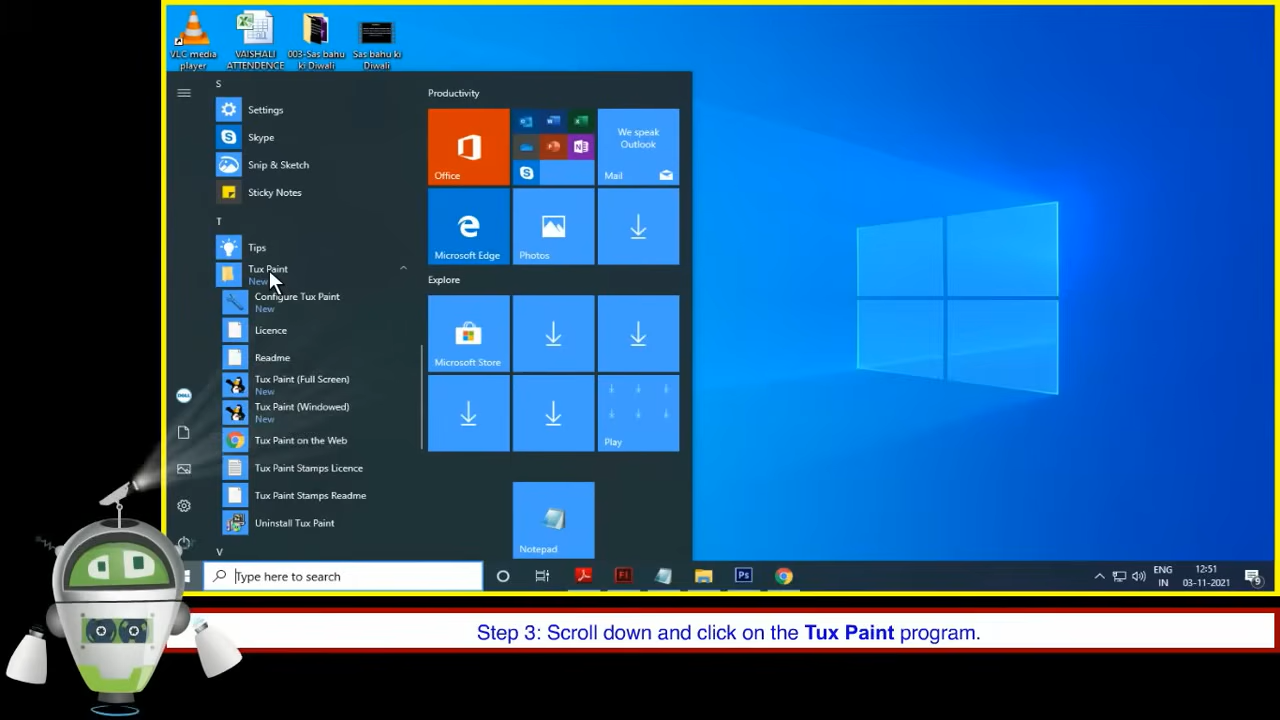 VLC media
player
VAISHALI
ATTENDENCE
003-Sas bahu
ki Diwali
Sas bahu ki
Diwali
S
Settings
Skype
Snip & Sketch
Sticky Notes
T
Tips
Tux Paint
New
Configure Tux Paint
New
Licence
Readme
Tux Paint (Full Screen)
New
Tux Paint (Windowed)
New
Tux Paint on the Web
Tux Paint Stamps Licence
Tux Paint Stamps Readme
Uninstall Tux Paint
V
Productivity
Office
We speak
Outlook
Mail
Microsoft Edge
Photos
Explore
Microsoft Store
Play
Notepad
Type here to search
ENG
IN
12:51
03-11-2021
Step 3: Scroll down and click on the Tux Paint program.